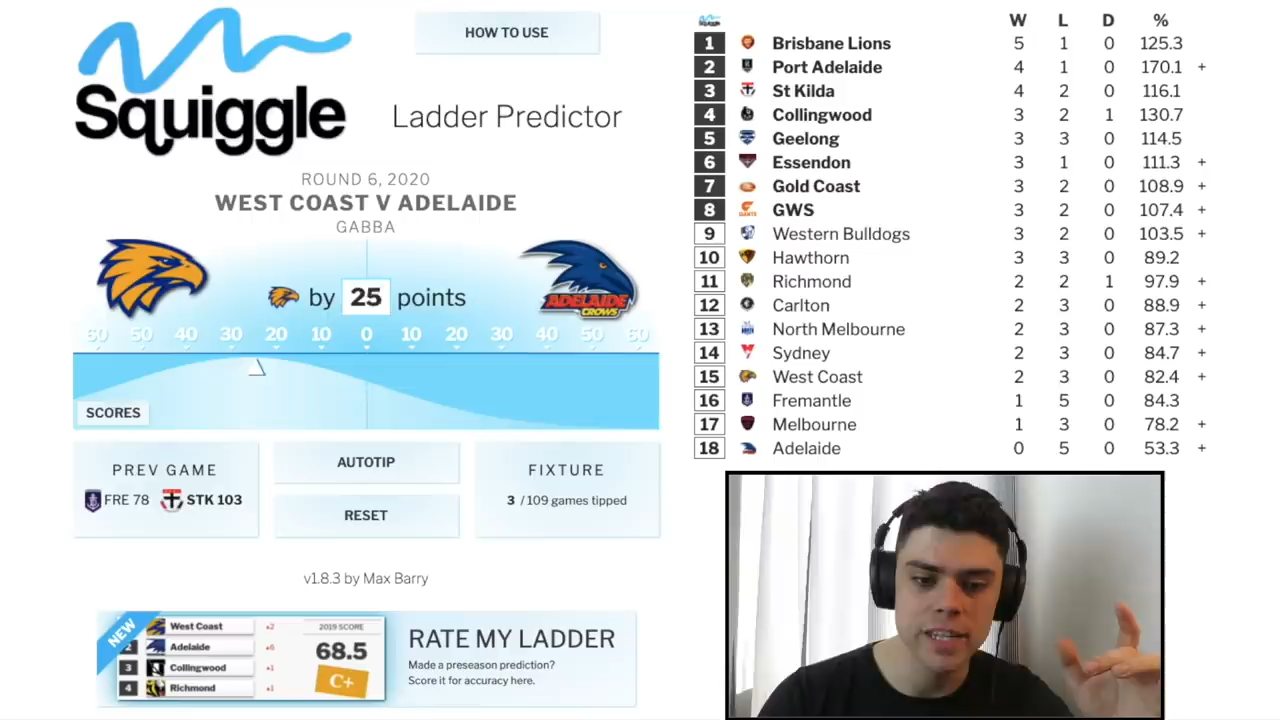 HOW TO USE
Squiggle
Ladder Predictor
ROUND 6, 2020
WEST COAST V ADELAIDE
GABBA
by 25 points
ADELAIDE
CROWS
60 50 40 30 20 10 0 10 20 30 40 50 60
SCORES
PREV GAME
FRE 78 STK 103
AUTOTIP
RESET
FIXTURE
3 / 109 games tipped
v1.8.3 by Max Barry
NEW
West Coast
Adelaide
3 Collingwood
4 Richmond
2019 SCORE
68.5
C+
RATE MY LADDER
Made a preseason prediction?
Score it for accuracy here.
W L D %
1 Brisbane Lions 5 1 0 125.3
2 Port Adelaide 4 1 0 170.1 +
3 St Kilda 4 2 0 116.1
4 Collingwood 3 2 1 130.7
5 Geelong 3 3 0 114.5
6 Essendon 3 1 0 111.3 +
7 Gold Coast 3 2 0 108.9 +
8 GWS 3 2 0 107.4 +
9 Western Bulldogs 3 2 0 103.5 +
10 Hawthorn 3 3 0 89.2
11 Richmond 2 2 1 97.9 +
12 Carlton 2 3 0 88.9 +
13 North Melbourne 2 3 0 87.3 +
14 Sydney 2 3 0 84.7 +
15 West Coast 2 3 0 82.4 +
16 Fremantle 1 5 0 84.3
17 Melbourne 1 3 0 78.2 +
18 Adelaide 0 5 0 53.3 +